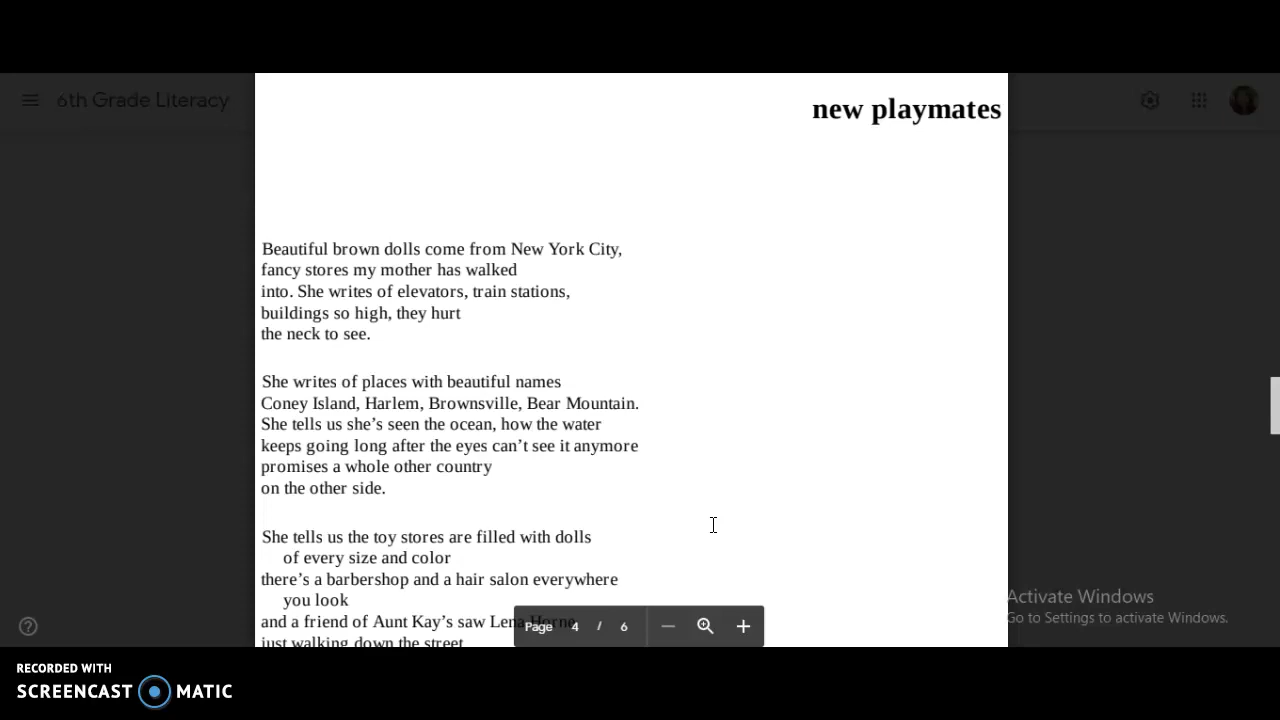 6th Grade Literacy
new playmates
Beautiful brown dolls come from New York City,
fancy stores my mother has walked
into. She writes of elevators, train stations,
buildings so high, they hurt
the neck to see.
She writes of places with beautiful names
Coney Island, Harlem, Brownsville, Bear Mountain.
She tells us she’s seen the ocean, how the water
keeps going long after the eyes can’t see it anymore
promises a whole other country
on the other side.
She tells us the toy stores are filled with dolls
of every size and color
there’s a barbershop and a hair salon everywhere
you look
and a friend of Aunt Kay’s saw Lena Horne
just walking down the street.
Page 4 / 6
Activate Windows
Go to Settings to activate Windows.
RECORDED WITH
SCREENCAST MATIC